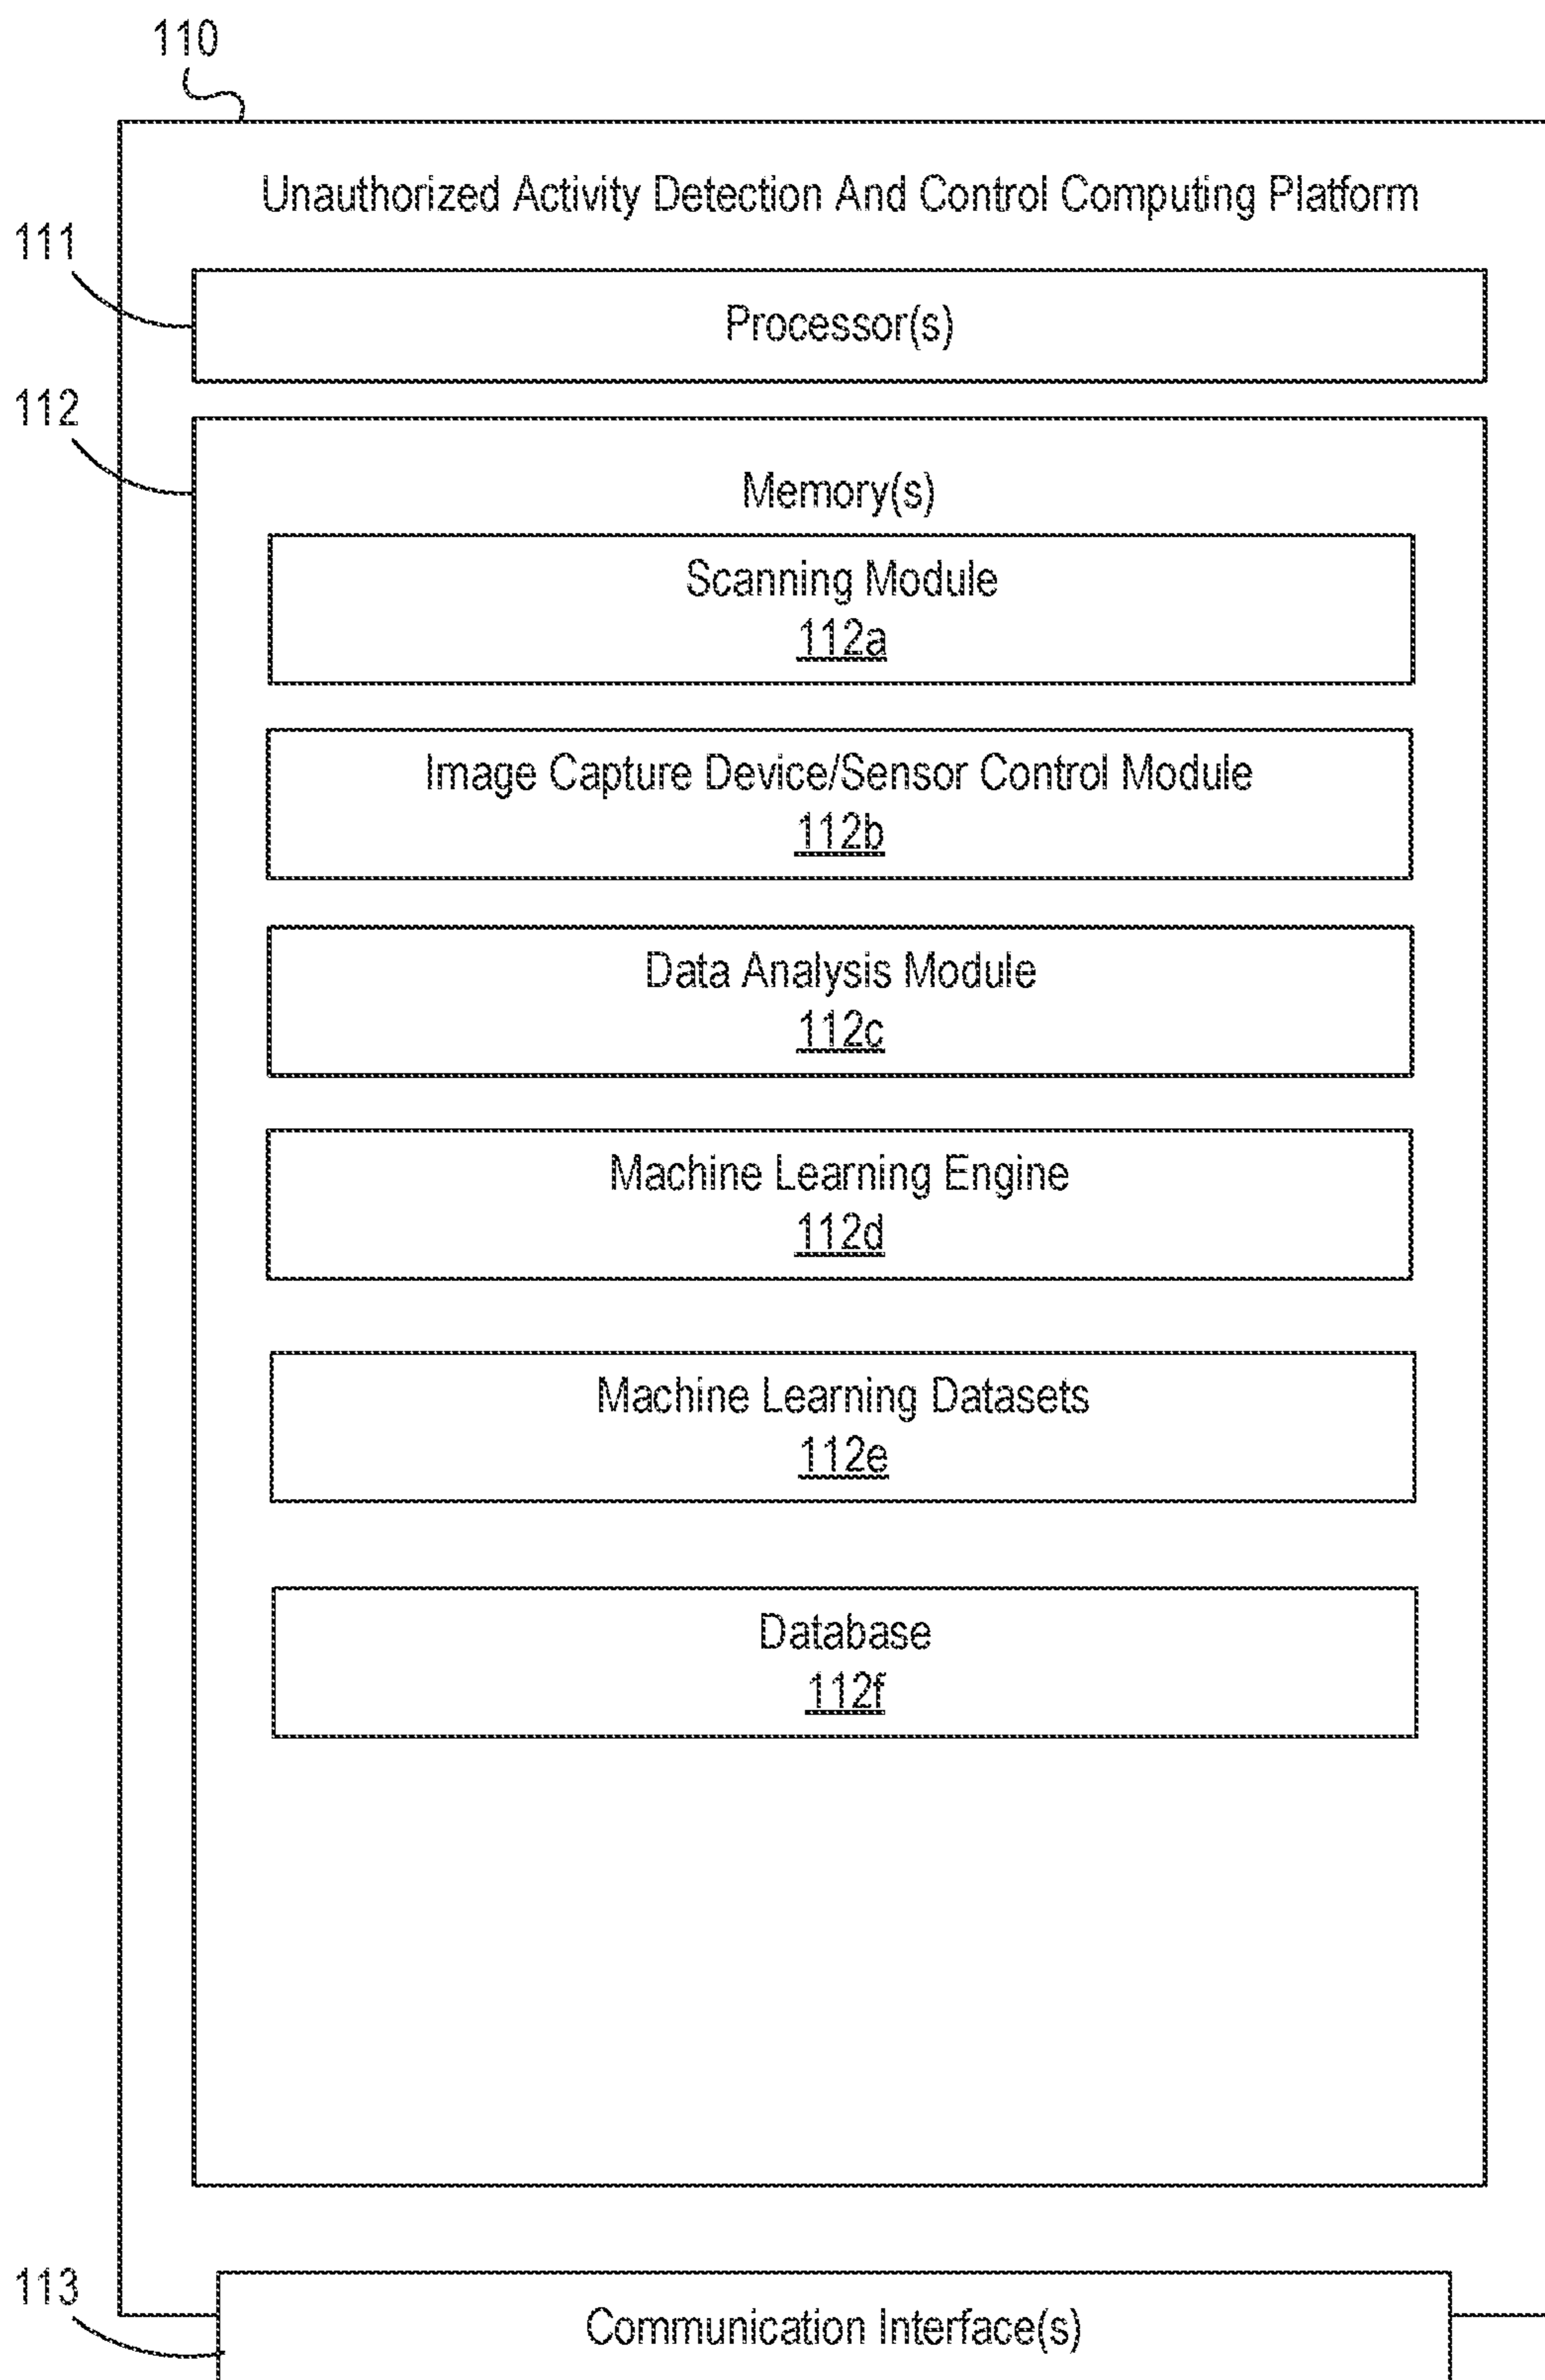 110
Unauthorized Activity Detection And Control Computing Platform
111
Processor(s)
112
Memory(s)
Scanning Module
112a
Image Capture Device/Sensor Control Module
112b
Data Analysis Module
112c
Machine Learning Engine
112d
Machine Learning Datasets
112e
Database
112f
113
Communication Interface(s)